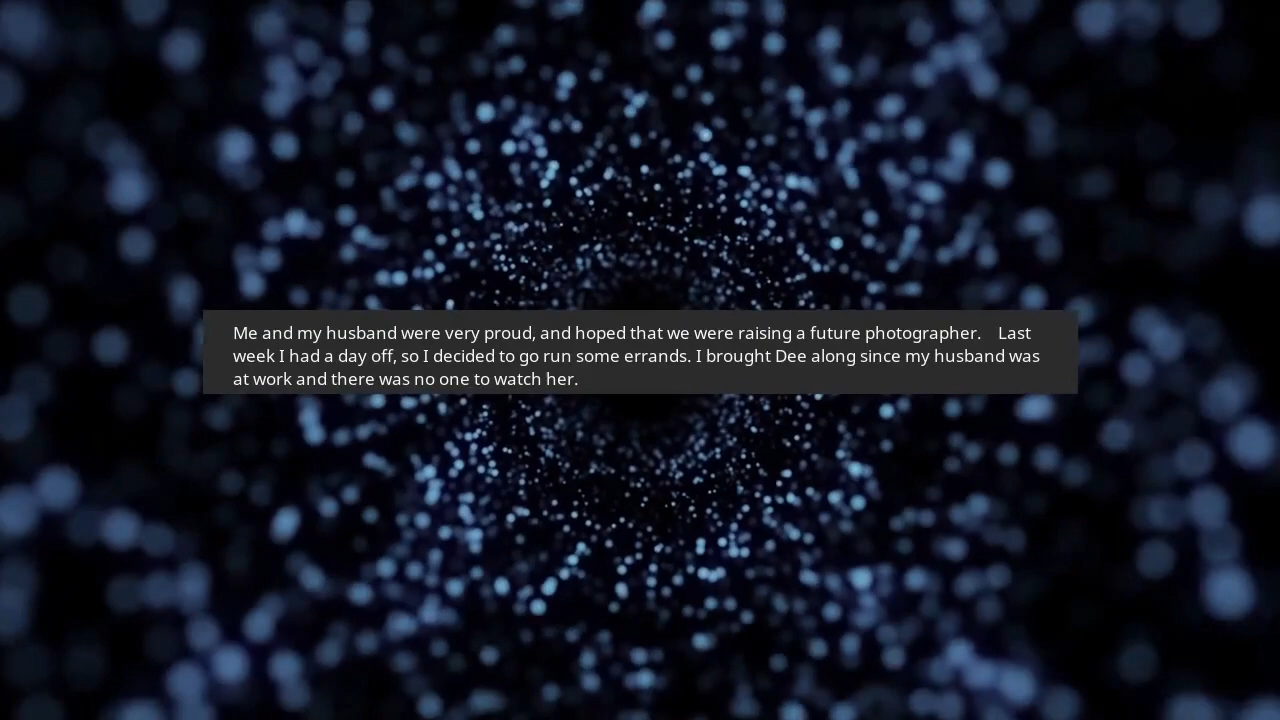 Me and my husband were very proud, and hoped that we were raising a future photographer.    Last
week I had a day off, so I decided to go run some errands. I brought Dee along since my husband was
at work and there was no one to watch her.